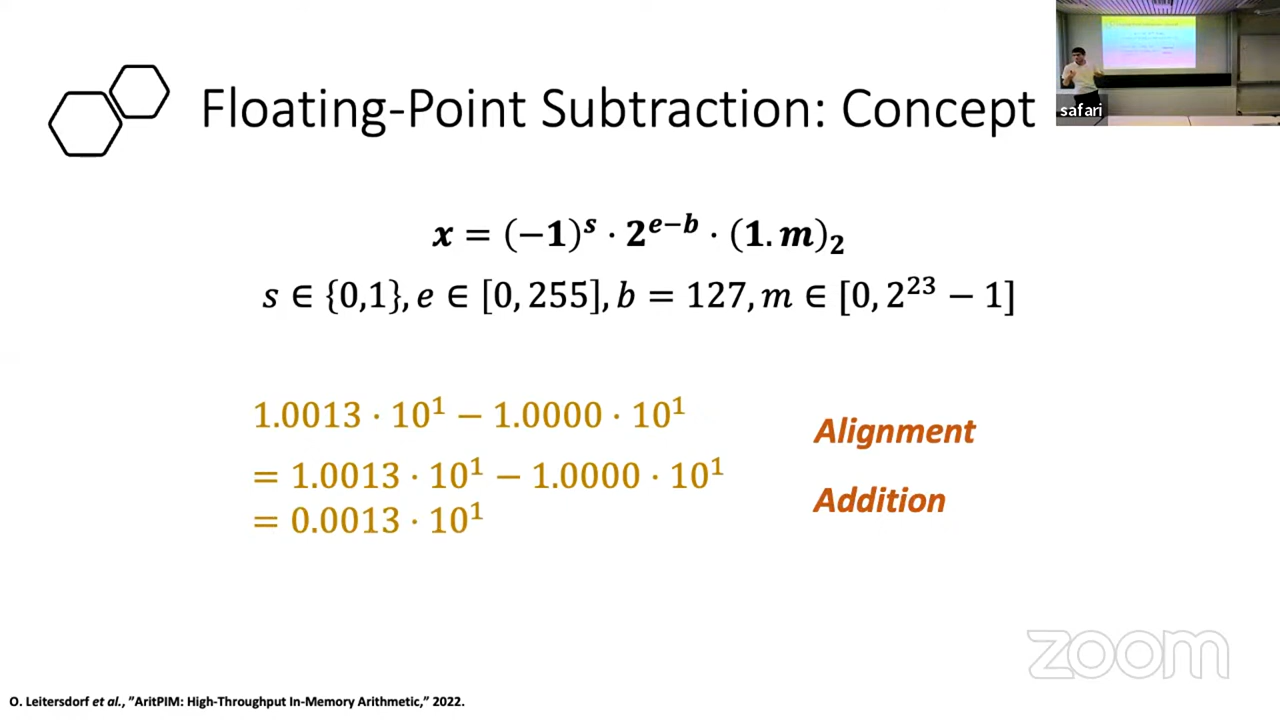 Floating-Point Subtraction: Concept
safari
x = (−1)ˢ · 2ᵉ⁻ᵇ · (1.m)₂
s ∈ {0,1}, e ∈ [0, 255], b = 127, m ∈ [0, 2²³ − 1]
1.0013 · 10¹ − 1.0000 · 10¹
Alignment
= 1.0013 · 10¹ − 1.0000 · 10¹
Addition
= 0.0013 · 10¹
zoom
O. Leitersdorf et al., ”AritPIM: High-Throughput In-Memory Arithmetic,” 2022.